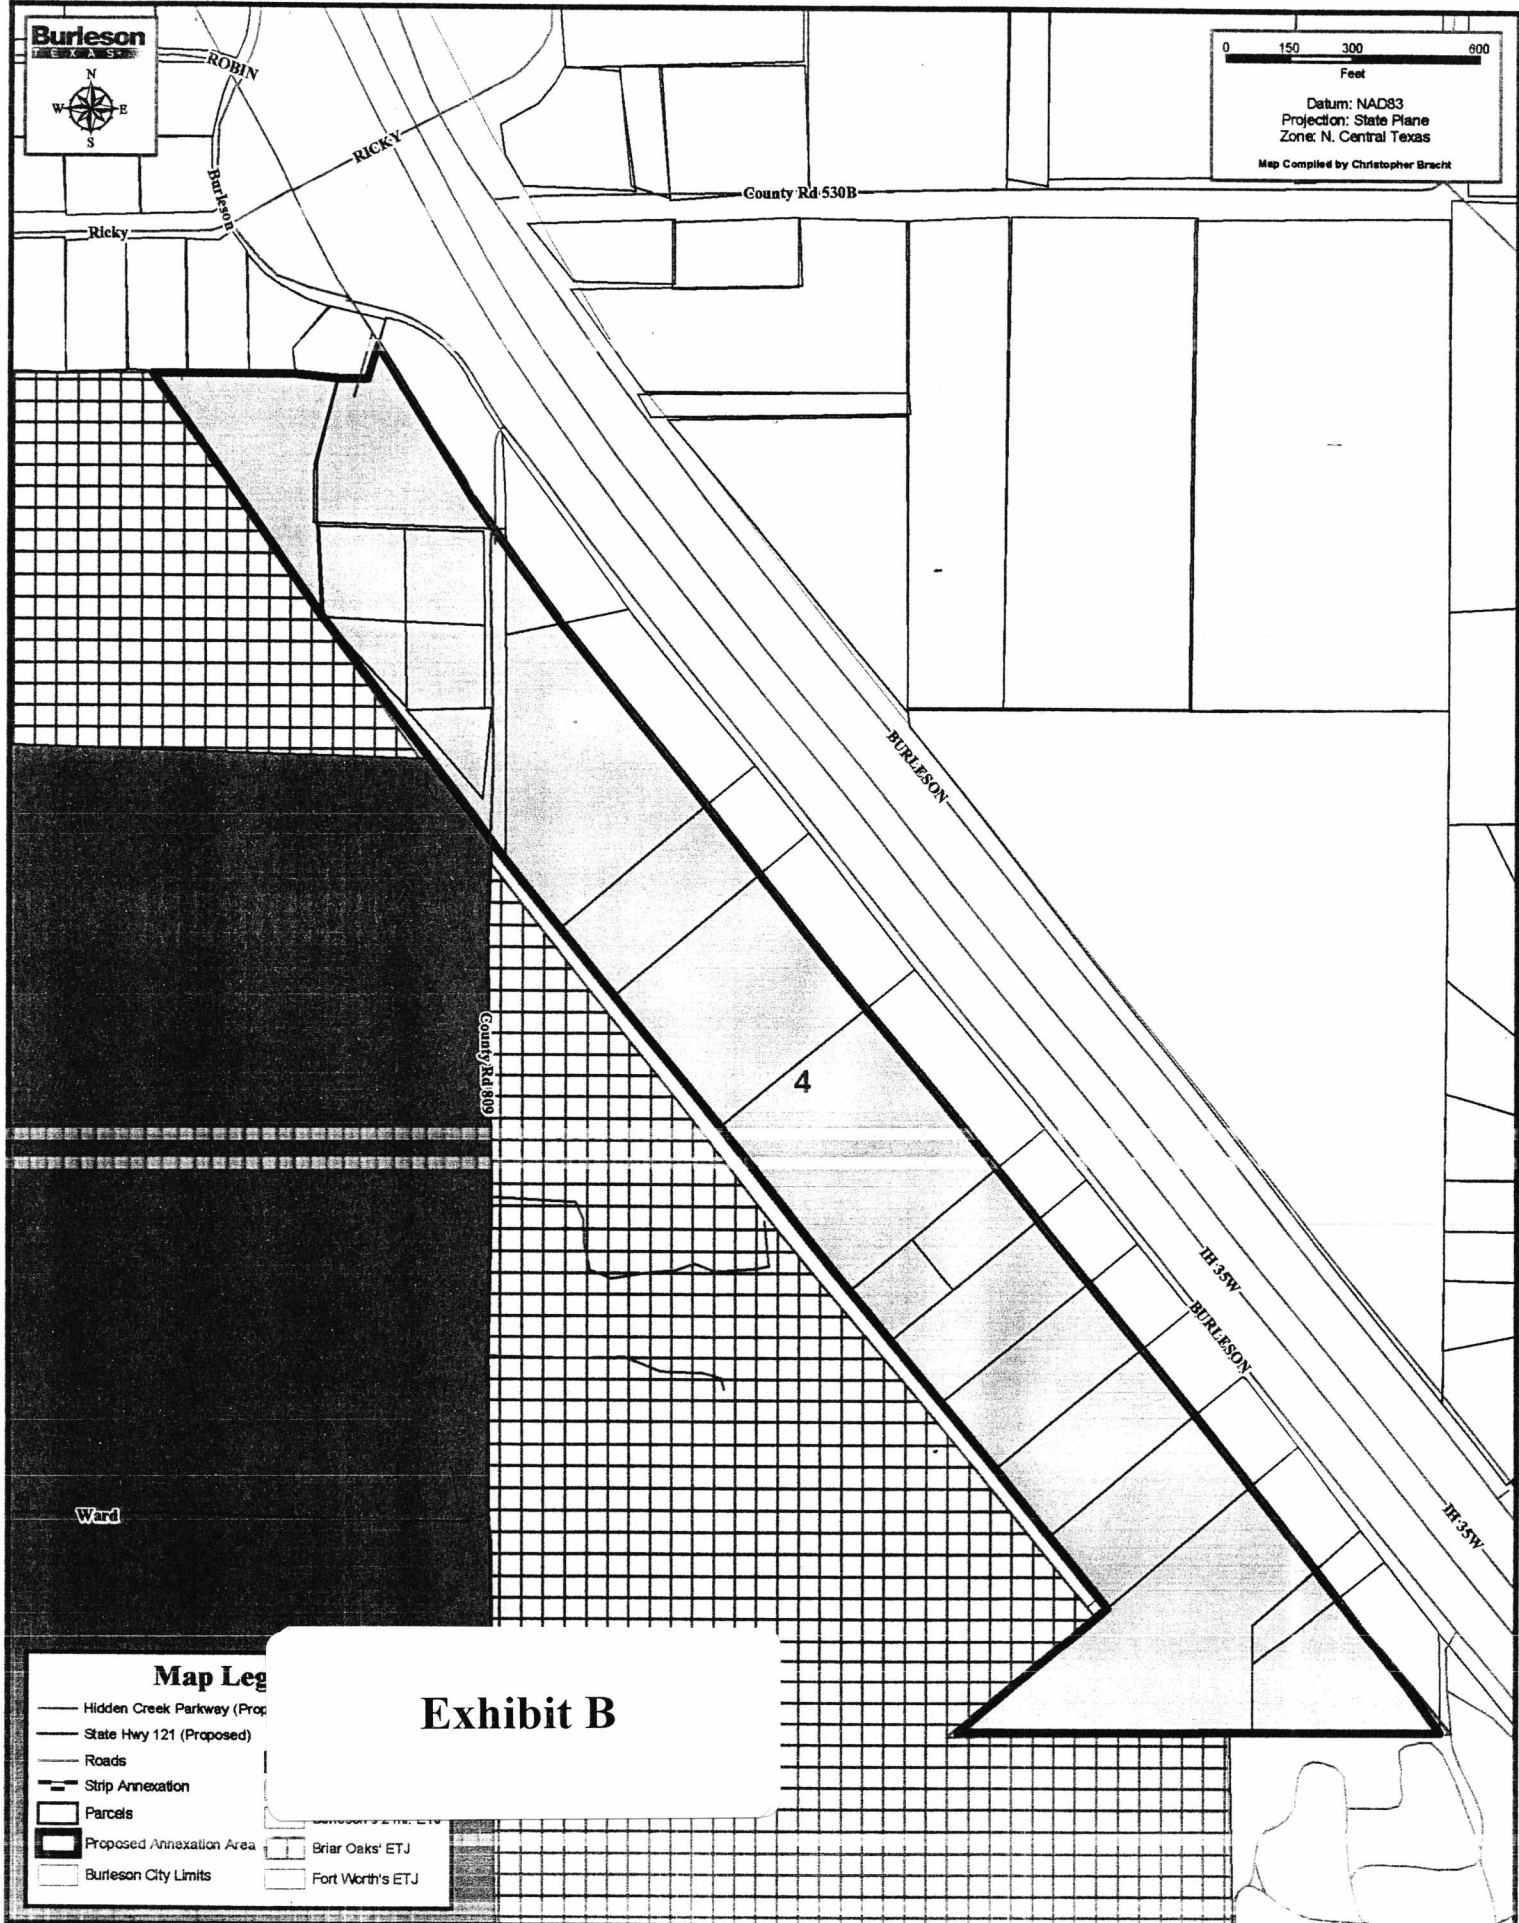 Burleson
TEXAS
N
W E
S
0 150 300 600
Feet
Datum: NAD83
Projection: State Plane
Zone: N. Central Texas
Map Compiled by Christopher Bracht
ROBIN
RICKY
Burleson
Ricky
County Rd 530B
BURLESON
County Rd 809
4
IH 35W
BURLESON
IH 35W
Ward
Map Leg
Hidden Creek Parkway (Prop
State Hwy 121 (Proposed)
Roads
Strip Annexation
Parcels
Proposed Annexation Area
Burleson City Limits
Briar Oaks' ETJ
Fort Worth's ETJ
Exhibit B